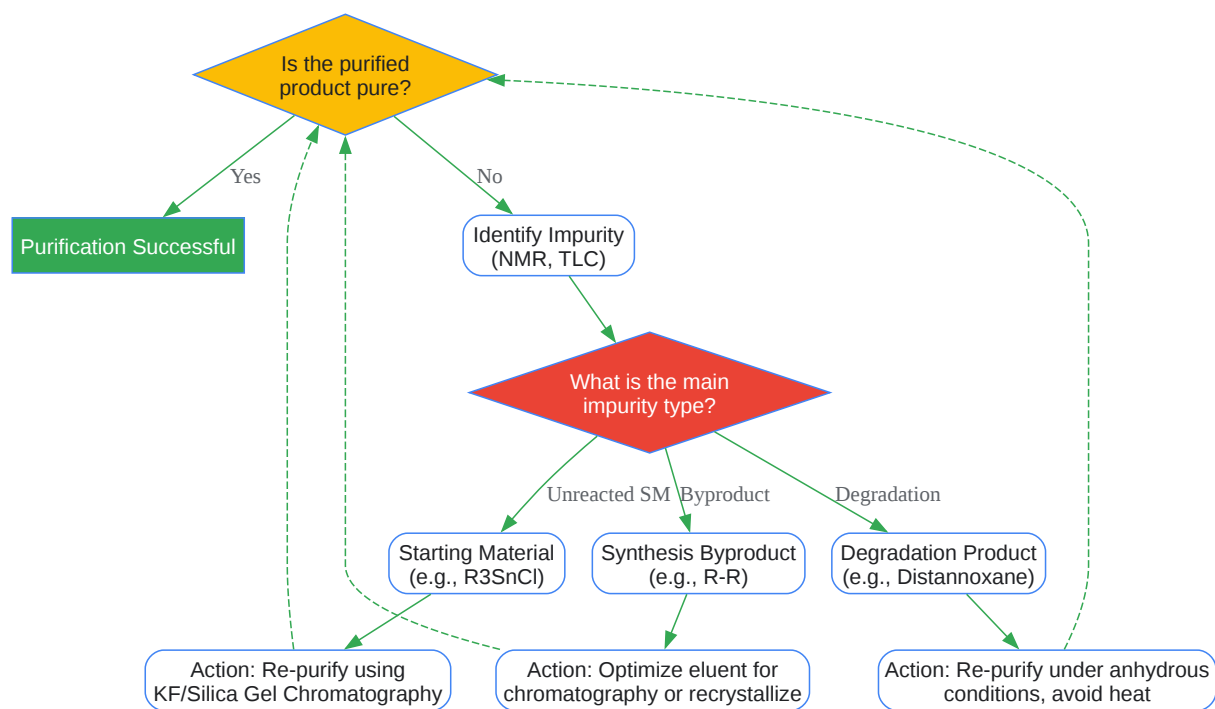 Is the purified
product pure?
Yes
No
Purification Successful
Identify Impurity
(NMR, TLC)
What is the main
impurity type?
Unreacted SM
Byproduct
Degradation
Starting Material
(e.g., R3SnCl)
Synthesis Byproduct
(e.g., R-R)
Degradation Product
(e.g., Distannoxane)
Action: Re-purify using
KF/Silica Gel Chromatography
Action: Optimize eluent for
chromatography or recrystallize
Action: Re-purify under anhydrous
conditions, avoid heat